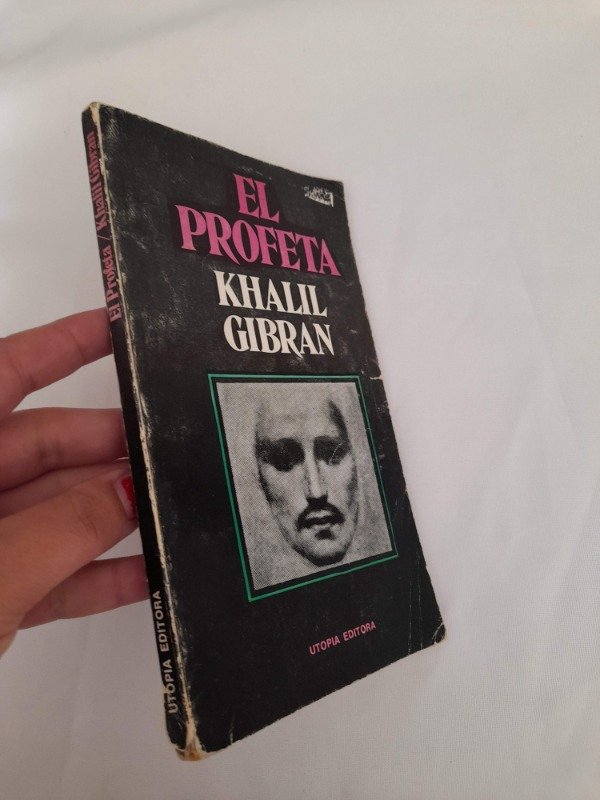 EL
PROFETA
KHALIL
GIBRAN
UTOPIA EDITORA
El Profeta / Khalil Gibran
UTOPIA EDITORA